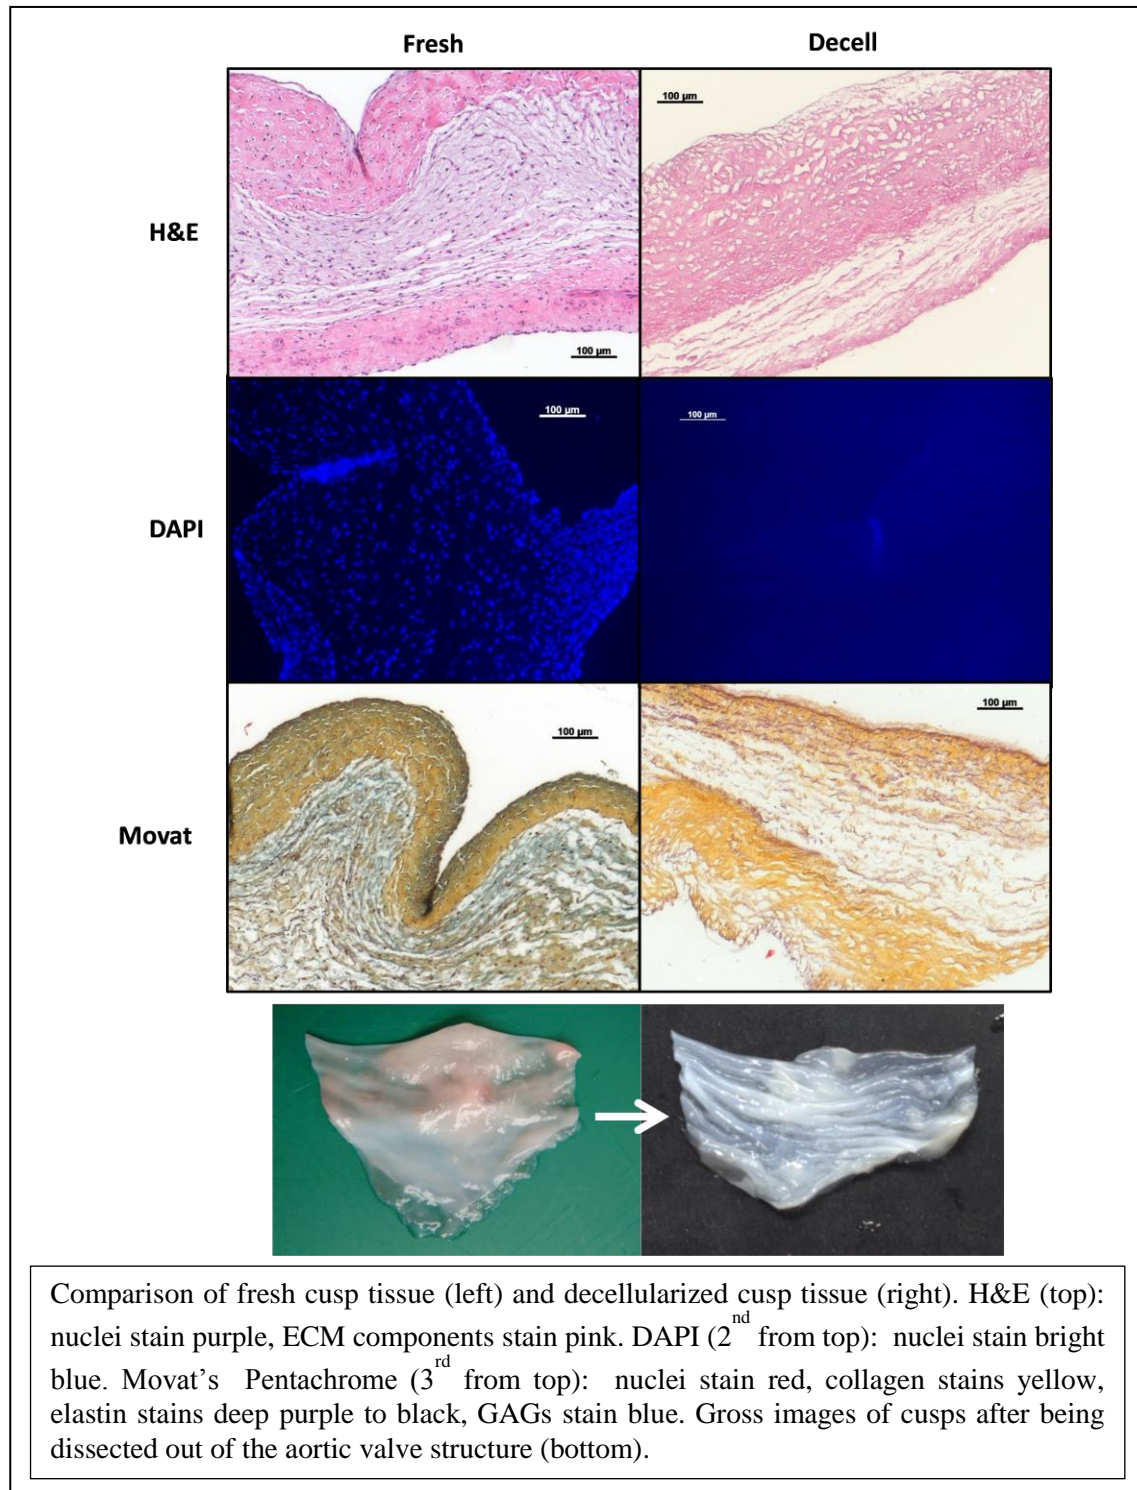 Fresh Decell
H&E
100 µm
100 µm
DAPI
100 µm
100 µm
Movat
100 µm
100 µm
Comparison of fresh cusp tissue (left) and decellularized cusp tissue (right). H&E (top):
nuclei stain purple, ECM components stain pink. DAPI (2nd from top): nuclei stain bright
blue. Movat’s Pentachrome (3rd from top): nuclei stain red, collagen stains yellow,
elastin stains deep purple to black, GAGs stain blue. Gross images of cusps after being
dissected out of the aortic valve structure (bottom).